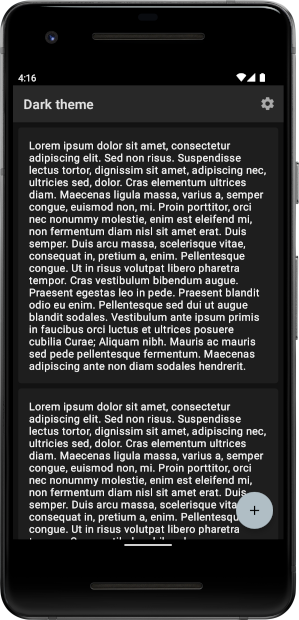 4:16
Dark theme
Lorem ipsum dolor sit amet, consectetur
adipiscing elit. Sed non risus. Suspendisse
lectus tortor, dignissim sit amet, adipiscing nec,
ultricies sed, dolor. Cras elementum ultrices
diam. Maecenas ligula massa, varius a, semper
congue, euismod non, mi. Proin porttitor, orci
nec nonummy molestie, enim est eleifend mi,
non fermentum diam nisl sit amet erat. Duis
semper. Duis arcu massa, scelerisque vitae,
consequat in, pretium a, enim. Pellentesque
congue. Ut in risus volutpat libero pharetra
tempor. Cras vestibulum bibendum augue.
Praesent egestas leo in pede. Praesent blandit
odio eu enim. Pellentesque sed dui ut augue
blandit sodales. Vestibulum ante ipsum primis
in faucibus orci luctus et ultrices posuere
cubilia Curae; Aliquam nibh. Mauris ac mauris
sed pede pellentesque fermentum. Maecenas
adipiscing ante non diam sodales hendrerit.
Lorem ipsum dolor sit amet, consectetur
adipiscing elit. Sed non risus. Suspendisse
lectus tortor, dignissim sit amet, adipiscing nec,
ultricies sed, dolor. Cras elementum ultrices
diam. Maecenas ligula massa, varius a, semper
congue, euismod non, mi. Proin porttitor, orci
nec nonummy molestie, enim est eleifend mi,
non fermentum diam nisl sit amet erat. Duis
semper. Duis arcu massa, scelerisque
consequat in, pretium a, enim. Pellentesque
congue. Ut in risus volutpat libero pharetra